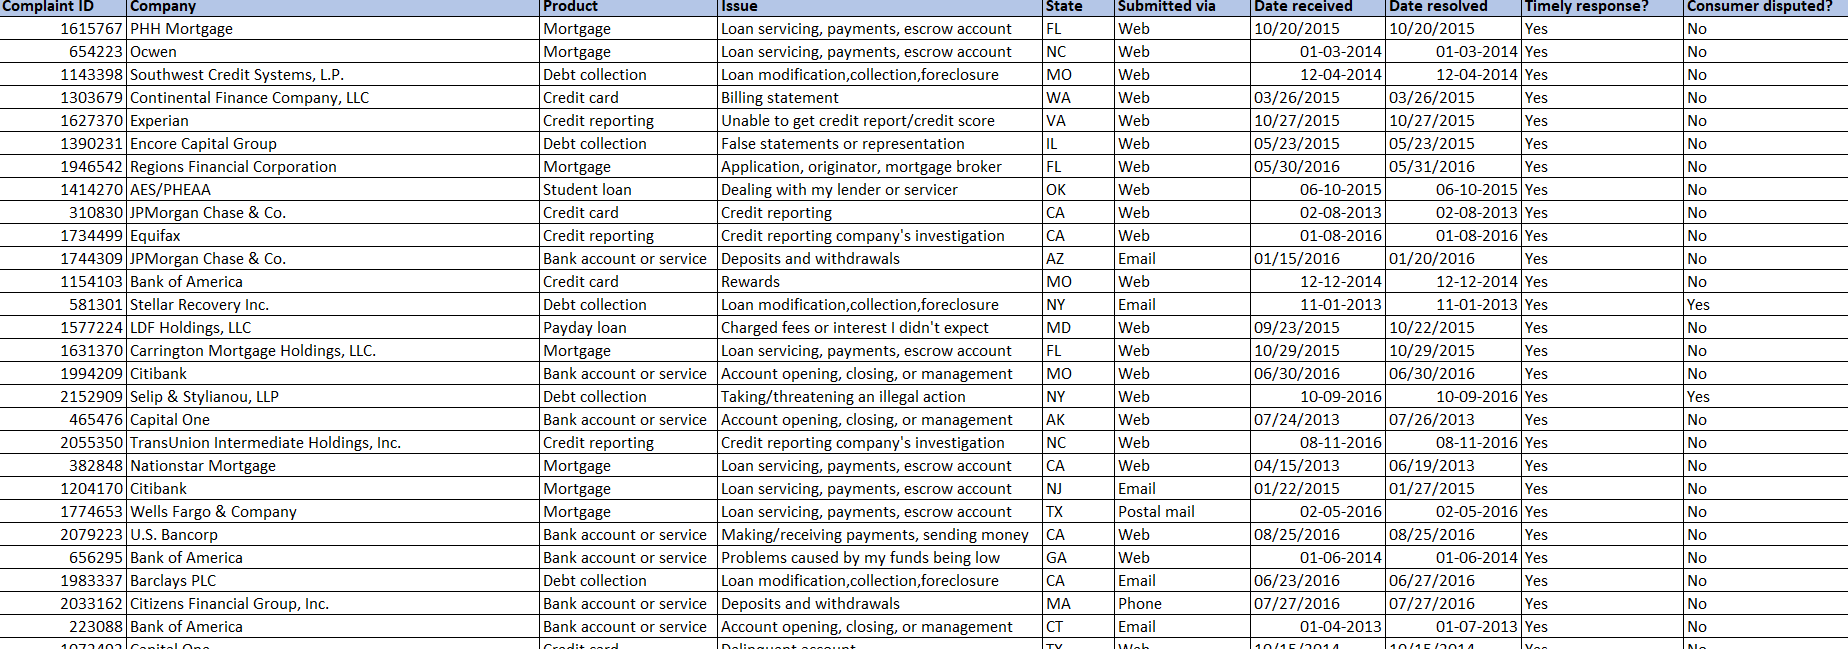 Complaint ID Company Product Issue State Submitted via Date received Date resolved Timely response? Consumer disputed?
1615767 PHH Mortgage Mortgage Loan servicing, payments, escrow account FL Web 10/20/2015 10/20/2015 Yes No
654223 Ocwen Mortgage Loan servicing, payments, escrow account NC Web 01-03-2014 01-03-2014 Yes No
1143398 Southwest Credit Systems, L.P. Debt collection Loan modification,collection,foreclosure MO Web 12-04-2014 12-04-2014 Yes No
1303679 Continental Finance Company, LLC Credit card Billing statement WA Web 03/26/2015 03/26/2015 Yes No
1627370 Experian Credit reporting Unable to get credit report/credit score VA Web 10/27/2015 10/27/2015 Yes No
1390231 Encore Capital Group Debt collection False statements or representation IL Web 05/23/2015 05/23/2015 Yes No
1946542 Regions Financial Corporation Mortgage Application, originator, mortgage broker FL Web 05/30/2016 05/31/2016 Yes No
1414270 AES/PHEAA Student loan Dealing with my lender or servicer OK Web 06-10-2015 06-10-2015 Yes No
310830 JPMorgan Chase & Co. Credit card Credit reporting CA Web 02-08-2013 02-08-2013 Yes No
1734499 Equifax Credit reporting Credit reporting company's investigation CA Web 01-08-2016 01-08-2016 Yes No
1744309 JPMorgan Chase & Co. Bank account or service Deposits and withdrawals AZ Email 01/15/2016 01/20/2016 Yes No
1154103 Bank of America Credit card Rewards MO Web 12-12-2014 12-12-2014 Yes No
581301 Stellar Recovery Inc. Debt collection Loan modification,collection,foreclosure NY Email 11-01-2013 11-01-2013 Yes Yes
1577224 LDF Holdings, LLC Payday loan Charged fees or interest I didn't expect MD Web 09/23/2015 10/22/2015 Yes No
1631370 Carrington Mortgage Holdings, LLC. Mortgage Loan servicing, payments, escrow account FL Web 10/29/2015 10/29/2015 Yes No
1994209 Citibank Bank account or service Account opening, closing, or management MO Web 06/30/2016 06/30/2016 Yes No
2152909 Selip & Stylianou, LLP Debt collection Taking/threatening an illegal action NY Web 10-09-2016 10-09-2016 Yes Yes
465476 Capital One Bank account or service Account opening, closing, or management AK Web 07/24/2013 07/26/2013 Yes No
2055350 TransUnion Intermediate Holdings, Inc. Credit reporting Credit reporting company's investigation NC Web 08-11-2016 08-11-2016 Yes No
382848 Nationstar Mortgage Mortgage Loan servicing, payments, escrow account CA Web 04/15/2013 06/19/2013 Yes No
1204170 Citibank Mortgage Loan servicing, payments, escrow account NJ Email 01/22/2015 01/27/2015 Yes No
1774653 Wells Fargo & Company Mortgage Loan servicing, payments, escrow account TX Postal mail 02-05-2016 02-05-2016 Yes No
2079223 U.S. Bancorp Bank account or service Making/receiving payments, sending money CA Web 08/25/2016 08/25/2016 Yes No
656295 Bank of America Bank account or service Problems caused by my funds being low GA Web 01-06-2014 01-06-2014 Yes No
1983337 Barclays PLC Debt collection Loan modification,collection,foreclosure CA Email 06/23/2016 06/27/2016 Yes No
2033162 Citizens Financial Group, Inc. Bank account or service Deposits and withdrawals MA Phone 07/27/2016 07/27/2016 Yes No
223088 Bank of America Bank account or service Account opening, closing, or management CT Email 01-04-2013 01-07-2013 Yes No
Capital One Credit card Delinquent account TX Web 10/15/2014 10/15/2014 Yes No